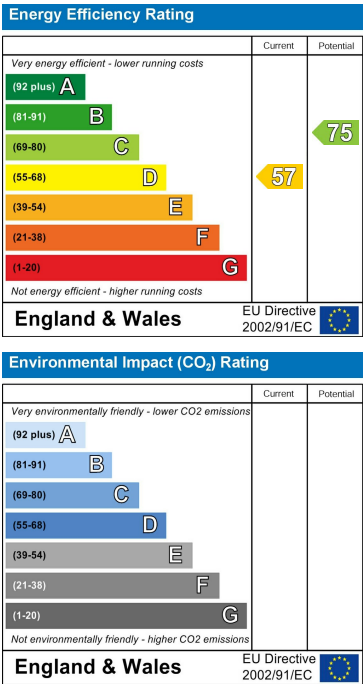 Energy Efficiency Rating
Current Potential
Very energy efficient - lower running costs
(92 plus) A
(81-91) B
(69-80) C
(55-68) D
(39-54) E
(21-38) F
(1-20) G
57
75
Not energy efficient - higher running costs
England & Wales
EU Directive
2002/91/EC
Environmental Impact (CO₂) Rating
Current Potential
Very environmentally friendly - lower CO2 emissions
(92 plus) A
(81-91) B
(69-80) C
(55-68) D
(39-54) E
(21-38) F
(1-20) G
Not environmentally friendly - higher CO2 emissions
England & Wales
EU Directive
2002/91/EC